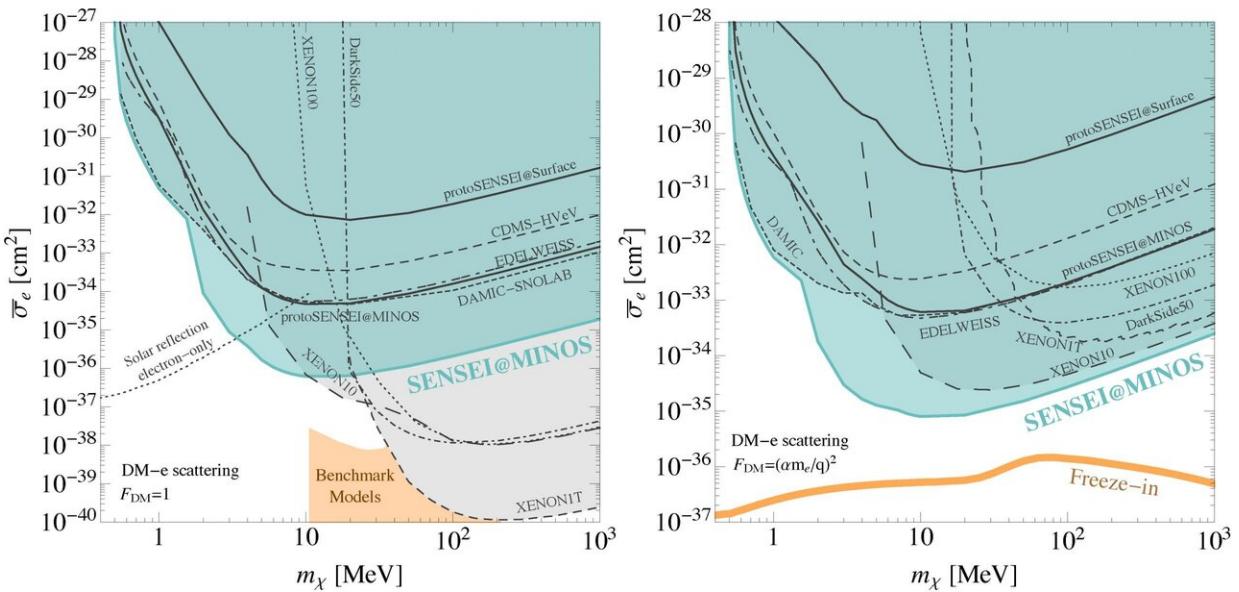 10⁻²⁷
10⁻²⁸
10⁻²⁹
10⁻³⁰
10⁻³¹
10⁻³²
10⁻³³
10⁻³⁴
10⁻³⁵
10⁻³⁶
10⁻³⁷
10⁻³⁸
10⁻³⁹
10⁻⁴⁰
σ̅ₑ [cm²]
XENON100
DarkSide50
protoSENSEI@Surface
CDMS-HVeV
EDELWEISS
DAMIC-SNOLAB
protoSENSEI@MINOS
Solar reflection
electron-only
XENON10
SENSEI@MINOS
DM-e scattering
F_DM=1
Benchmark
Models
XENON1T
1
10
10²
10³
mχ [MeV]
10⁻²⁸
10⁻²⁹
10⁻³⁰
10⁻³¹
10⁻³²
10⁻³³
10⁻³⁴
10⁻³⁵
10⁻³⁶
10⁻³⁷
σ̅ₑ [cm²]
protoSENSEI@Surface
CDMS-HVeV
DAMIC
protoSENSEI@MINOS
XENON100
EDELWEISS
DarkSide50
XENON1T
XENON10
SENSEI@MINOS
DM-e scattering
F_DM=(αmₑ/q)²
Freeze-in
1
10
10²
10³
mχ [MeV]